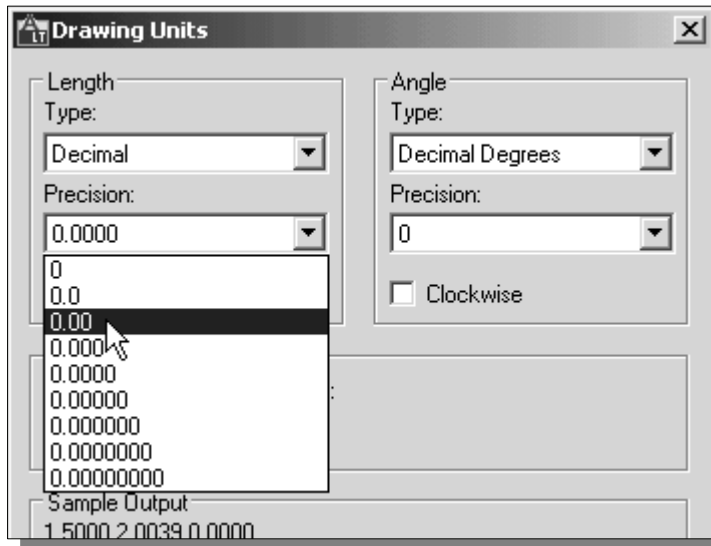 LT Drawing Units
Length
Type:
Decimal
Precision:
0.0000
0
0.0
0.00
0.000
0.0000
0.00000
0.000000
0.0000000
0.00000000
Angle
Type:
Decimal Degrees
Precision:
0
Clockwise
:
Sample Output
1.5000,2.0039,0.0000